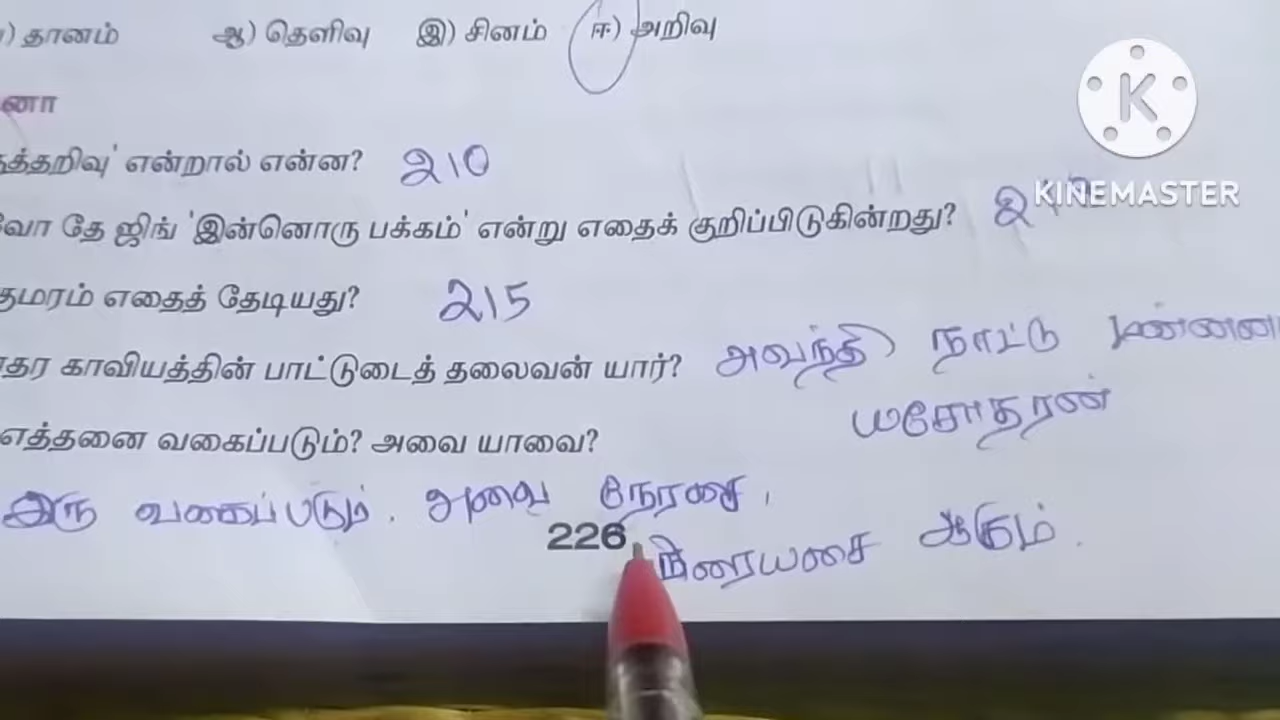 ) தானம் ஆ) தெளிவு இ) சினம் ஈ) அறிவு
னா
த்தறிவு' என்றால் என்ன? 210
வோ தே ஜிங் 'இன்னொரு பக்கம்' என்று எதைக் குறிப்பிடுகின்றது?
குமரம் எதைத் தேடியது? 215
தர காவியத்தின் பாட்டுடைத் தலைவன் யார்? அவந்தி நாட்டு மன்னன
யசோதரன்
எத்தனை வகைப்படும்? அவை யாவை?
இரு வகைப்படும். அவை நேரசை,
நிரையசை ஆகும்.
226
KINEMASTER